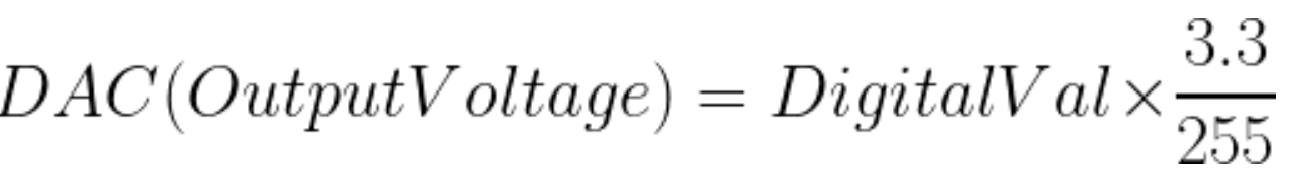 DAC(OutputVoltage) = DigitalVal × 3.3/255